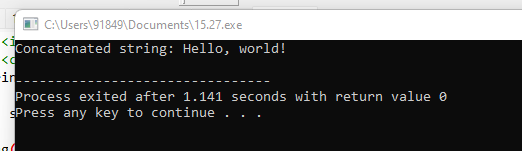 C:\Users\91849\Documents\15.27.exe
Concatenated string: Hello, world!
--------------------------------
Process exited after 1.141 seconds with return value 0
Press any key to continue . . .